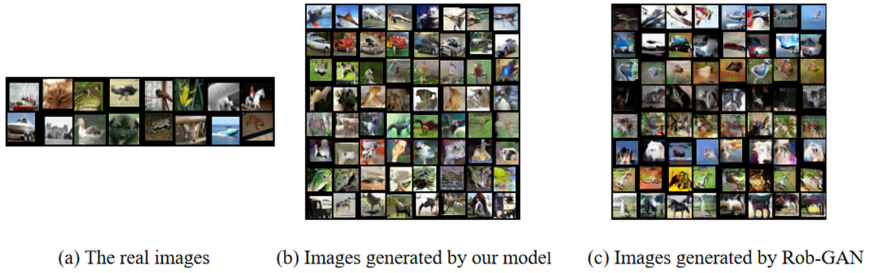 (a) The real images
(b) Images generated by our model
(c) Images generated by Rob-GAN